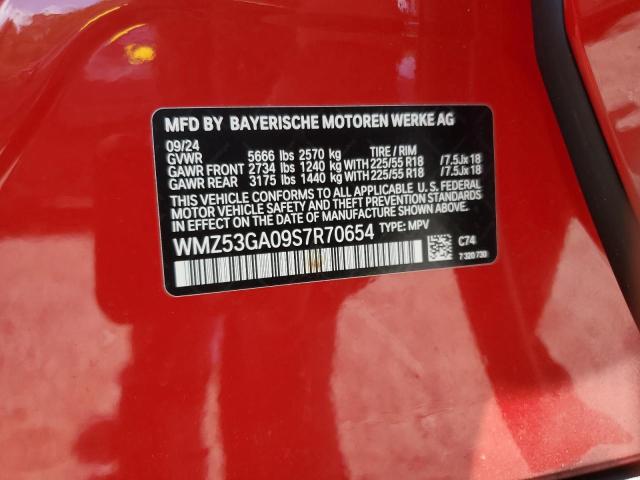 MFD BY BAYERISCHE MOTOREN WERKE AG
09/24
GVWR 5666 lbs 2570 kg TIRE / RIM
GAWR FRONT 2734 lbs 1240 kg WITH 225/55 R18 /7.5Jx18
GAWR REAR 3175 lbs 1440 kg WITH 225/55 R18 /7.5Jx18
THIS VEHICLE CONFORMS TO ALL APPLICABLE U. S. FEDERAL
MOTOR VEHICLE SAFETY STANDARDS IN EFFECT ON THE
DATE OF MANUFACTURE SHOWN ABOVE.
WMZ53GA09S7R70654 TYPE: MPV
C74
7 320 730